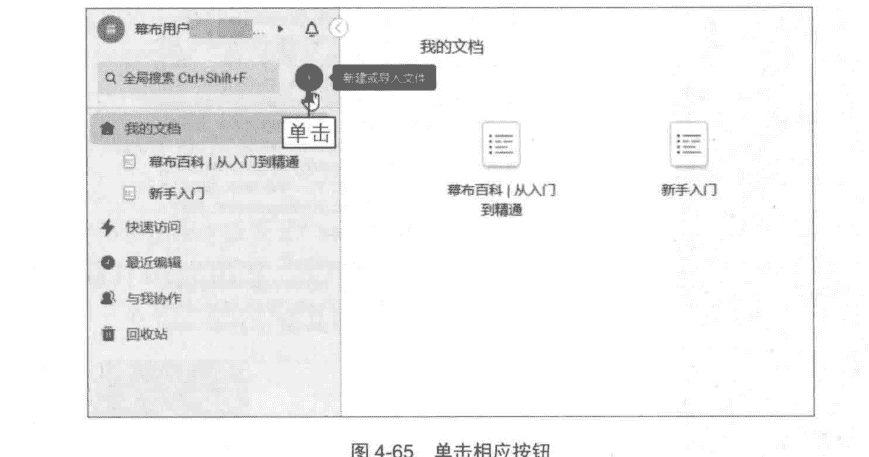 幕布用户
我的文档
全局搜索 Ctrl+Shift+F
新建或导入文件
单击
我的文档
幕布百科 | 从入门到精通
新手入门
快速访问
最近编辑
与我协作
回收站
幕布百科 | 从入门
到精通
新手入门
图 4-65 单击相应按钮